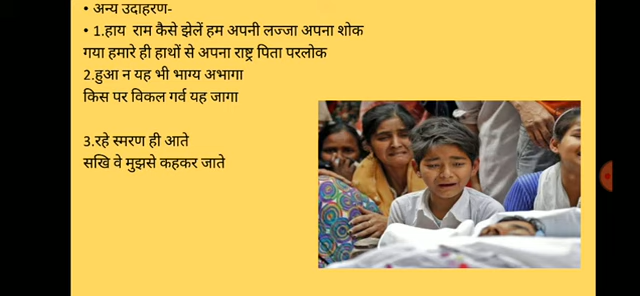 • अन्य उदाहरण-
• 1.हाय राम कैसे झेलें हम अपनी लज्जा अपना शोक
गया हमारे ही हाथों से अपना राष्ट्र पिता परलोक
2.हुआ न यह भी भाग्य अभागा
किस पर विकल गर्व यह जागा
3.रहे स्मरण ही आते
सखि वे मुझसे कहकर जाते